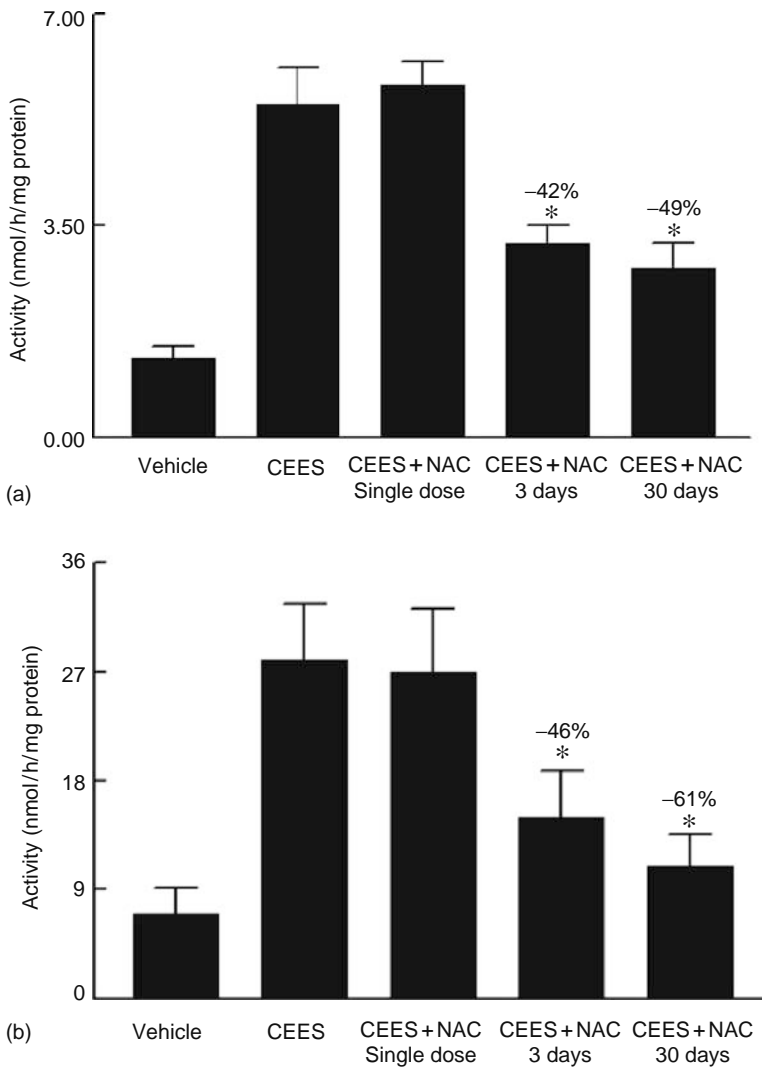 7.00
3.50
0.00
Activity (nmol/h/mg protein)
–42%
*
–49%
*
Vehicle
CEES
CEES + NAC
Single dose
CEES + NAC
3 days
CEES + NAC
30 days
(a)
36
27
18
9
0
Activity (nmol/h/mg protein)
–46%
*
–61%
*
Vehicle
CEES
CEES + NAC
Single dose
CEES + NAC
3 days
CEES + NAC
30 days
(b)